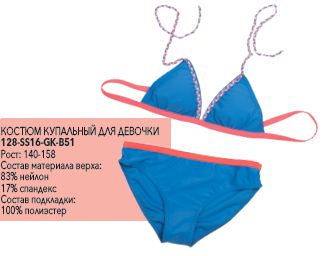 КОСТЮМ КУПАЛЬНЫЙ ДЛЯ ДЕВОЧКИ
128-SS16-GK-B51
Рост: 140-158
Состав материала верха:
83% нейлон
17% спандекс
Состав подкладки:
100% полиэстер